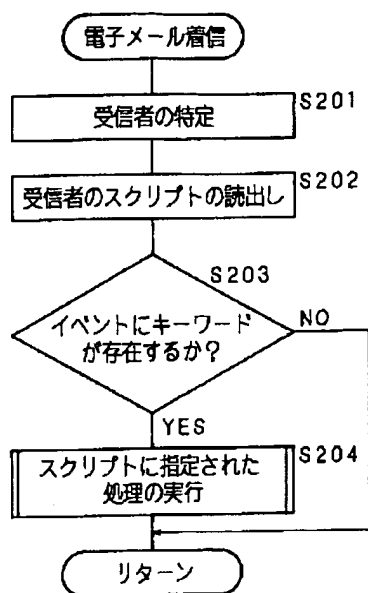 電子メール着信
S201
受信者の特定
S202
受信者のスクリプトの読出し
S203
イベントにキーワード
が存在するか？
NO
YES
S204
スクリプトに指定された
処理の実行
リターン